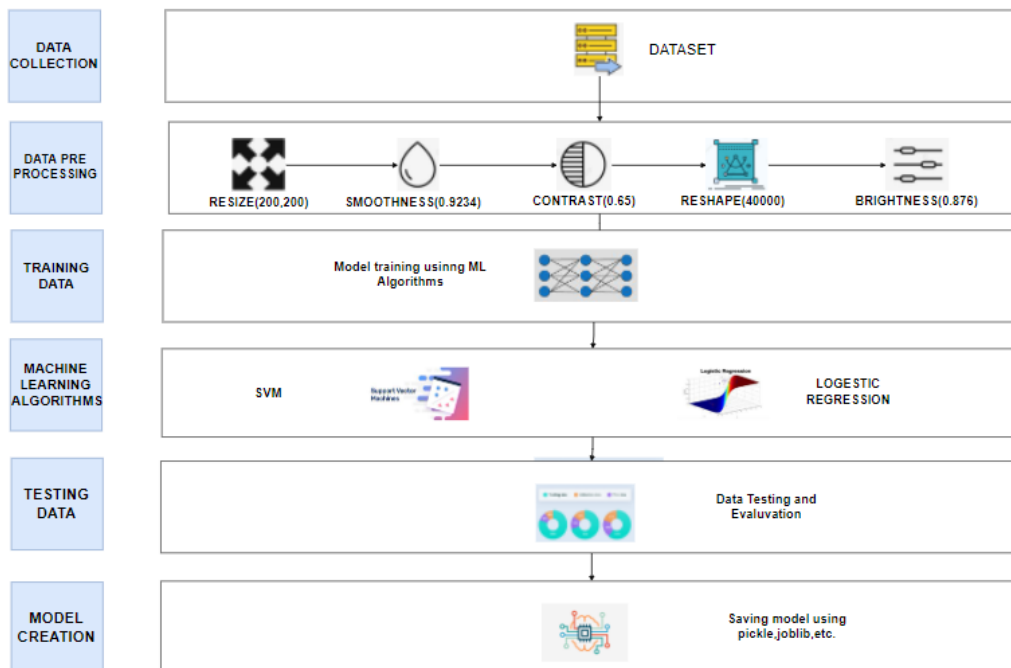 DATA
COLLECTION
DATASET
DATA PRE
PROCESSING
RESIZE(200,200)
SMOOTHNESS(0.9234)
CONTRAST(0.65)
RESHAPE(40000)
BRIGHTNESS(0.876)
TRAINING
DATA
Model training usinng ML
Algorithms
MACHINE
LEARNING
ALGORITHMS
SVM
Support Vector
Machines
Logistic Regression
LOGESTIC
REGRESSION
TESTING
DATA
Data Testing and
Evaluvation
MODEL
CREATION
Saving model using
pickle,joblib,etc.